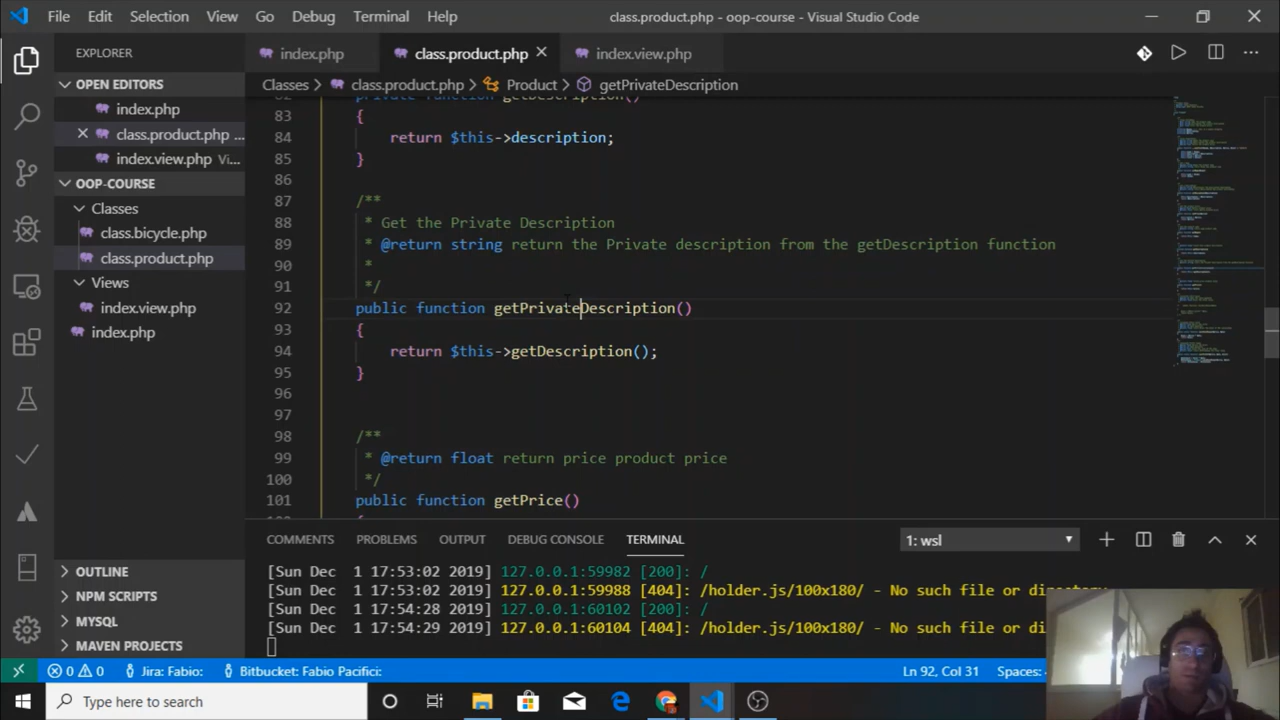 File Edit Selection View Go Debug Terminal Help class.product.php - oop-course - Visual Studio Code
EXPLORER
OPEN EDITORS
index.php
class.product.php ...
index.view.php Vi...
OOP-COURSE
Classes
class.bicycle.php
class.product.php
Views
index.view.php
index.php
OUTLINE
NPM SCRIPTS
MYSQL
MAVEN PROJECTS
index.php class.product.php index.view.php
Classes > class.product.php > Product > getPrivateDescription
82 private function getDescription()
83 {
84 return $this->description;
85 }
86
87 /**
88 * Get the Private Description
89 * @return string return the Private description from the getDescription function
90 *
91 */
92 public function getPrivateDescription()
93 {
94 return $this->getDescription();
95 }
96
97
98 /**
99 * @return float return price product price
100 */
101 public function getPrice()
COMMENTS PROBLEMS OUTPUT DEBUG CONSOLE TERMINAL 1: wsl
[Sun Dec 1 17:53:02 2019] 127.0.0.1:59982 [200]: /
[Sun Dec 1 17:53:02 2019] 127.0.0.1:59988 [404]: /holder.js/100x180/ - No such file or directory
[Sun Dec 1 17:54:28 2019] 127.0.0.1:60102 [200]: /
[Sun Dec 1 17:54:29 2019] 127.0.0.1:60104 [404]: /holder.js/100x180/ - No such file or di
0 0 Jira: Fabio: Bitbucket: Fabio Pacifici: Ln 92, Col 31 Spaces:
Type here to search